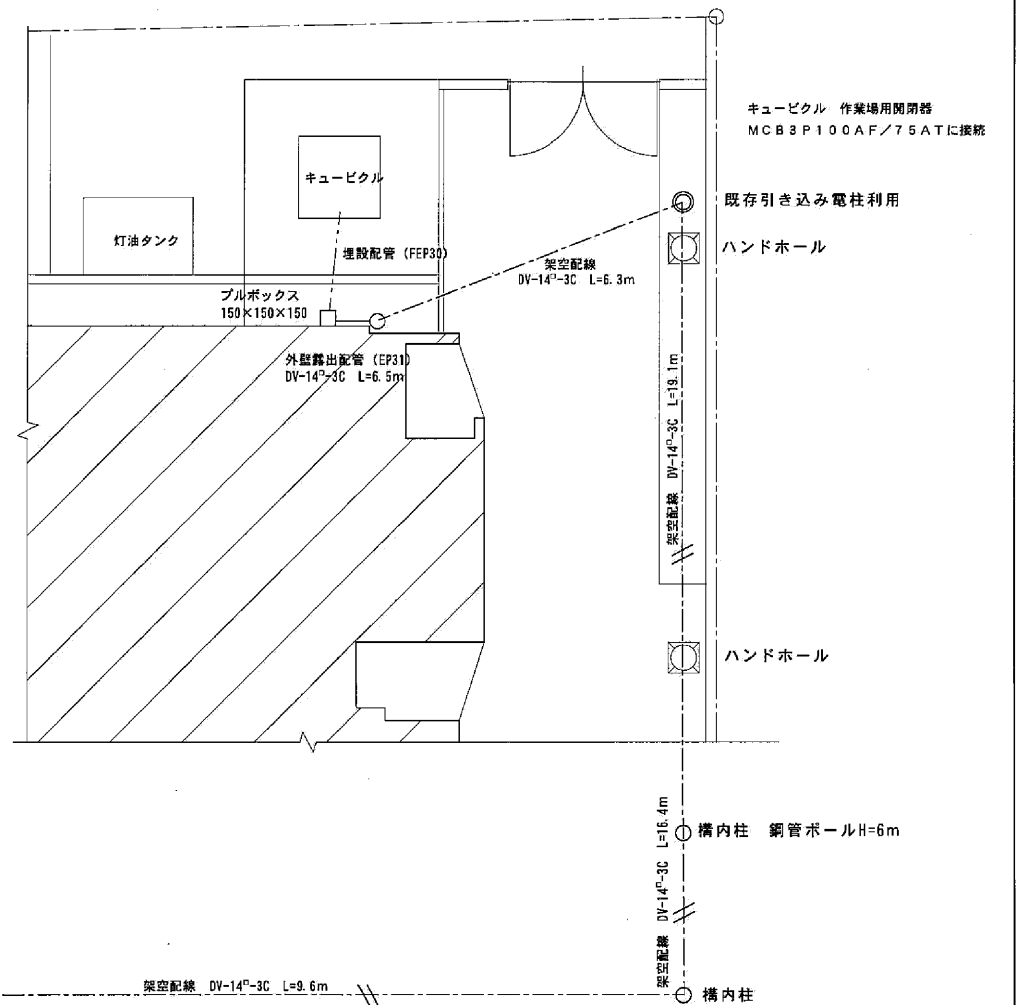 キュービクル　作業場用開閉器
ＭＣＢ３Ｐ１００ＡＦ／７５ＡＴに接続
キュービクル
既存引き込み電柱利用
灯油タンク
ハンドホール
埋設配管（FEP30）
架空配線
DV-14□-3C　L=6.3m
プルボックス
150×150×150
外壁露出配管（EP31）
DV-14□-3C　L=6.5m
架空配線　DV-14□-3C　L=19.1m
ハンドホール
構内柱　鋼管ポールH=6m
架空配線　DV-14□-3C　L=16.4m
架空配線　DV-14□-3C　L=9.6m
構内柱